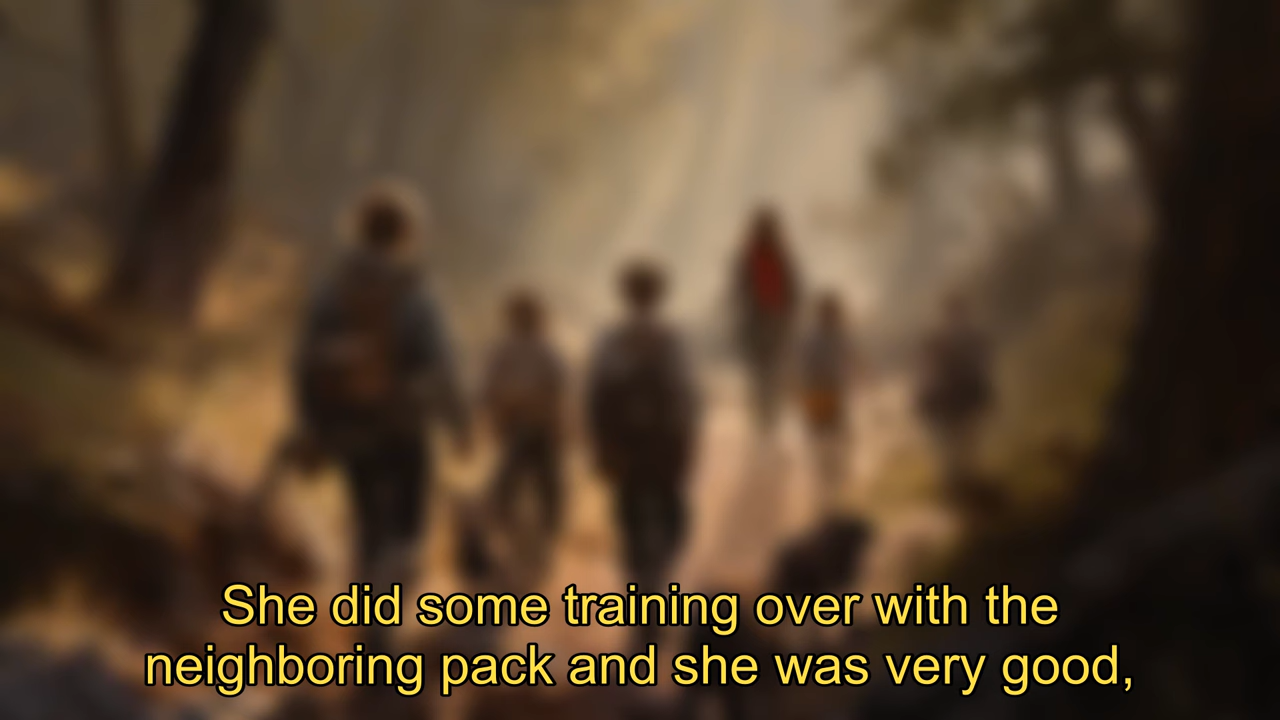 She did some training over with the
neighboring pack and she was very good,